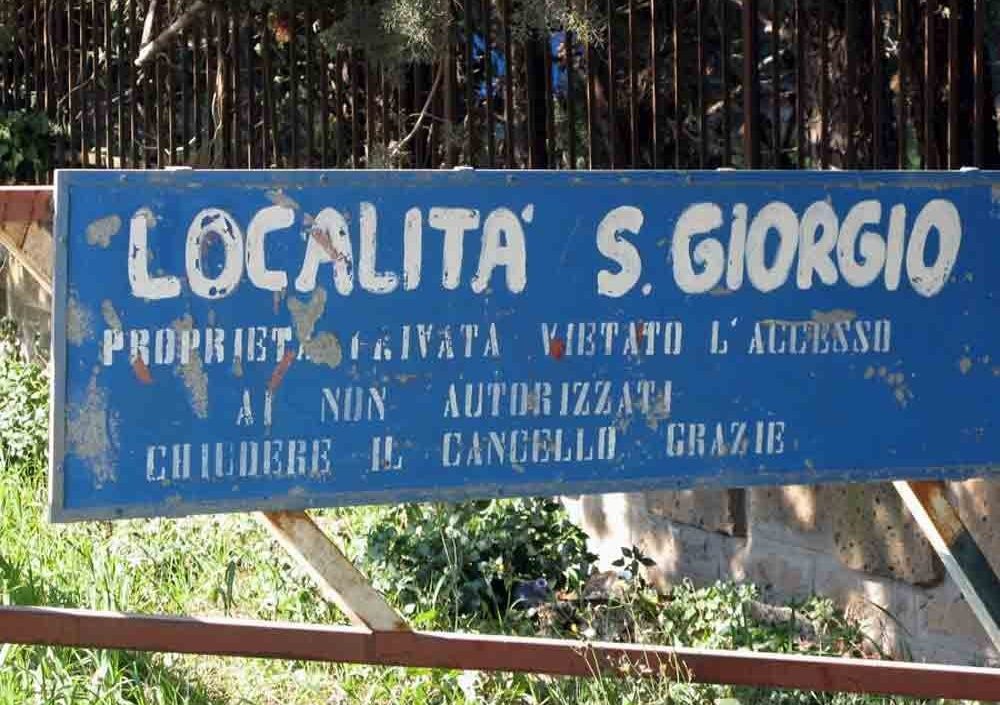 LOCALITA' S. GIORGIO
PROPRIETA PRIVATA VIETATO L'ACCESSO
AI NON AUTORIZZATI
CHIUDERE IL CANCELLO GRAZIE